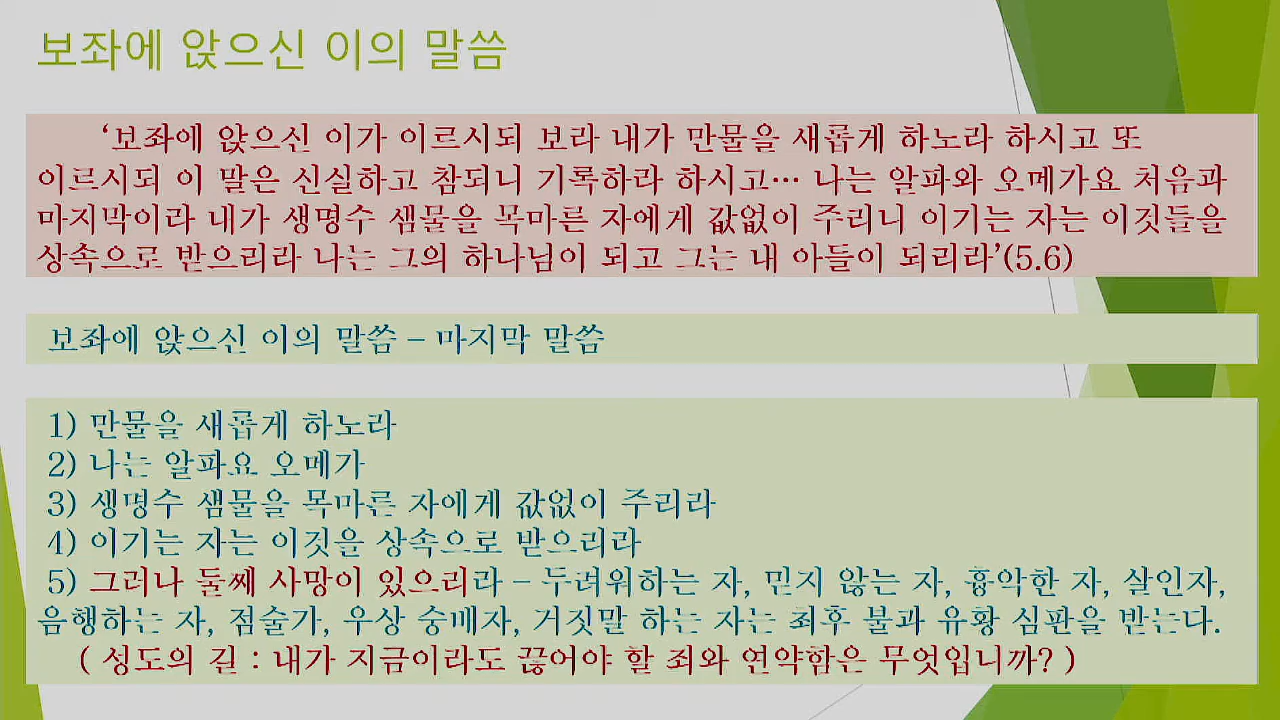 보좌에 앉으신 이의 말씀
‘보좌에 앉으신 이가 이르시되 보라 내가 만물을 새롭게 하노라 하시고 또
이르시되 이 말은 신실하고 참되니 기록하라 하시고… 나는 알파와 오메가요 처음과
마지막이라 내가 생명수 샘물을 목마른 자에게 값없이 주리니 이기는 자는 이것들을
상속으로 받으리라 나는 그의 하나님이 되고 그는 내 아들이 되리라’(5.6)
보좌에 앉으신 이의 말씀 – 마지막 말씀
1) 만물을 새롭게 하노라
2) 나는 알파요 오메가
3) 생명수 샘물을 목마른 자에게 값없이 주리라
4) 이기는 자는 이것을 상속으로 받으리라
5) 그러나 둘째 사망이 있으리라 – 두려워하는 자, 믿지 않는 자, 흉악한 자, 살인자,
음행하는 자, 점술가, 우상 숭배자, 거짓말 하는 자는 최후 불과 유황 심판을 받는다.
( 성도의 길 : 내가 지금이라도 끊어야 할 죄와 연약함은 무엇입니까? )